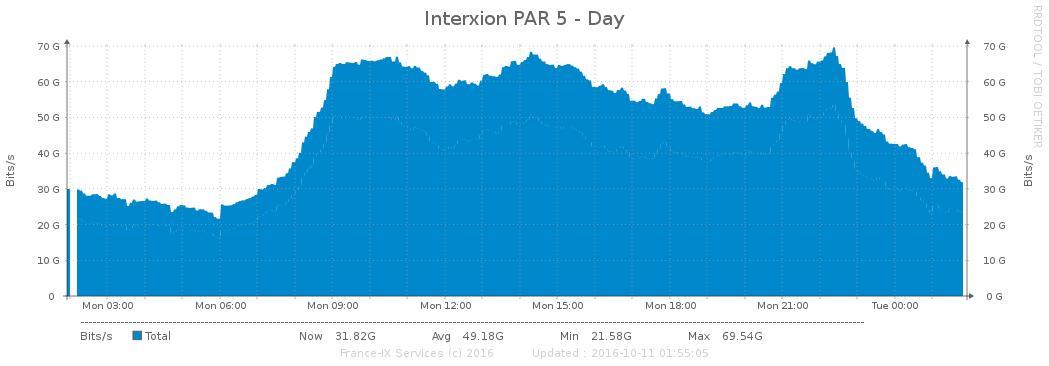 Interxion PAR 5 - Day
RRDTOOL / TOBI OETIKER
Bits/s
70 G 70 G
60 G 60 G
50 G 50 G
40 G 40 G
30 G 30 G
20 G 20 G
10 G 10 G
0 0 G
Bits/s
Mon 03:00 Mon 06:00 Mon 09:00 Mon 12:00 Mon 15:00 Mon 18:00 Mon 21:00 Tue 00:00
Bits/s Total Now 31.82G Avg 49.18G Min 21.58G Max 69.54G
France-IX Services (c) 2016 Updated : 2016-10-11 01:55:05